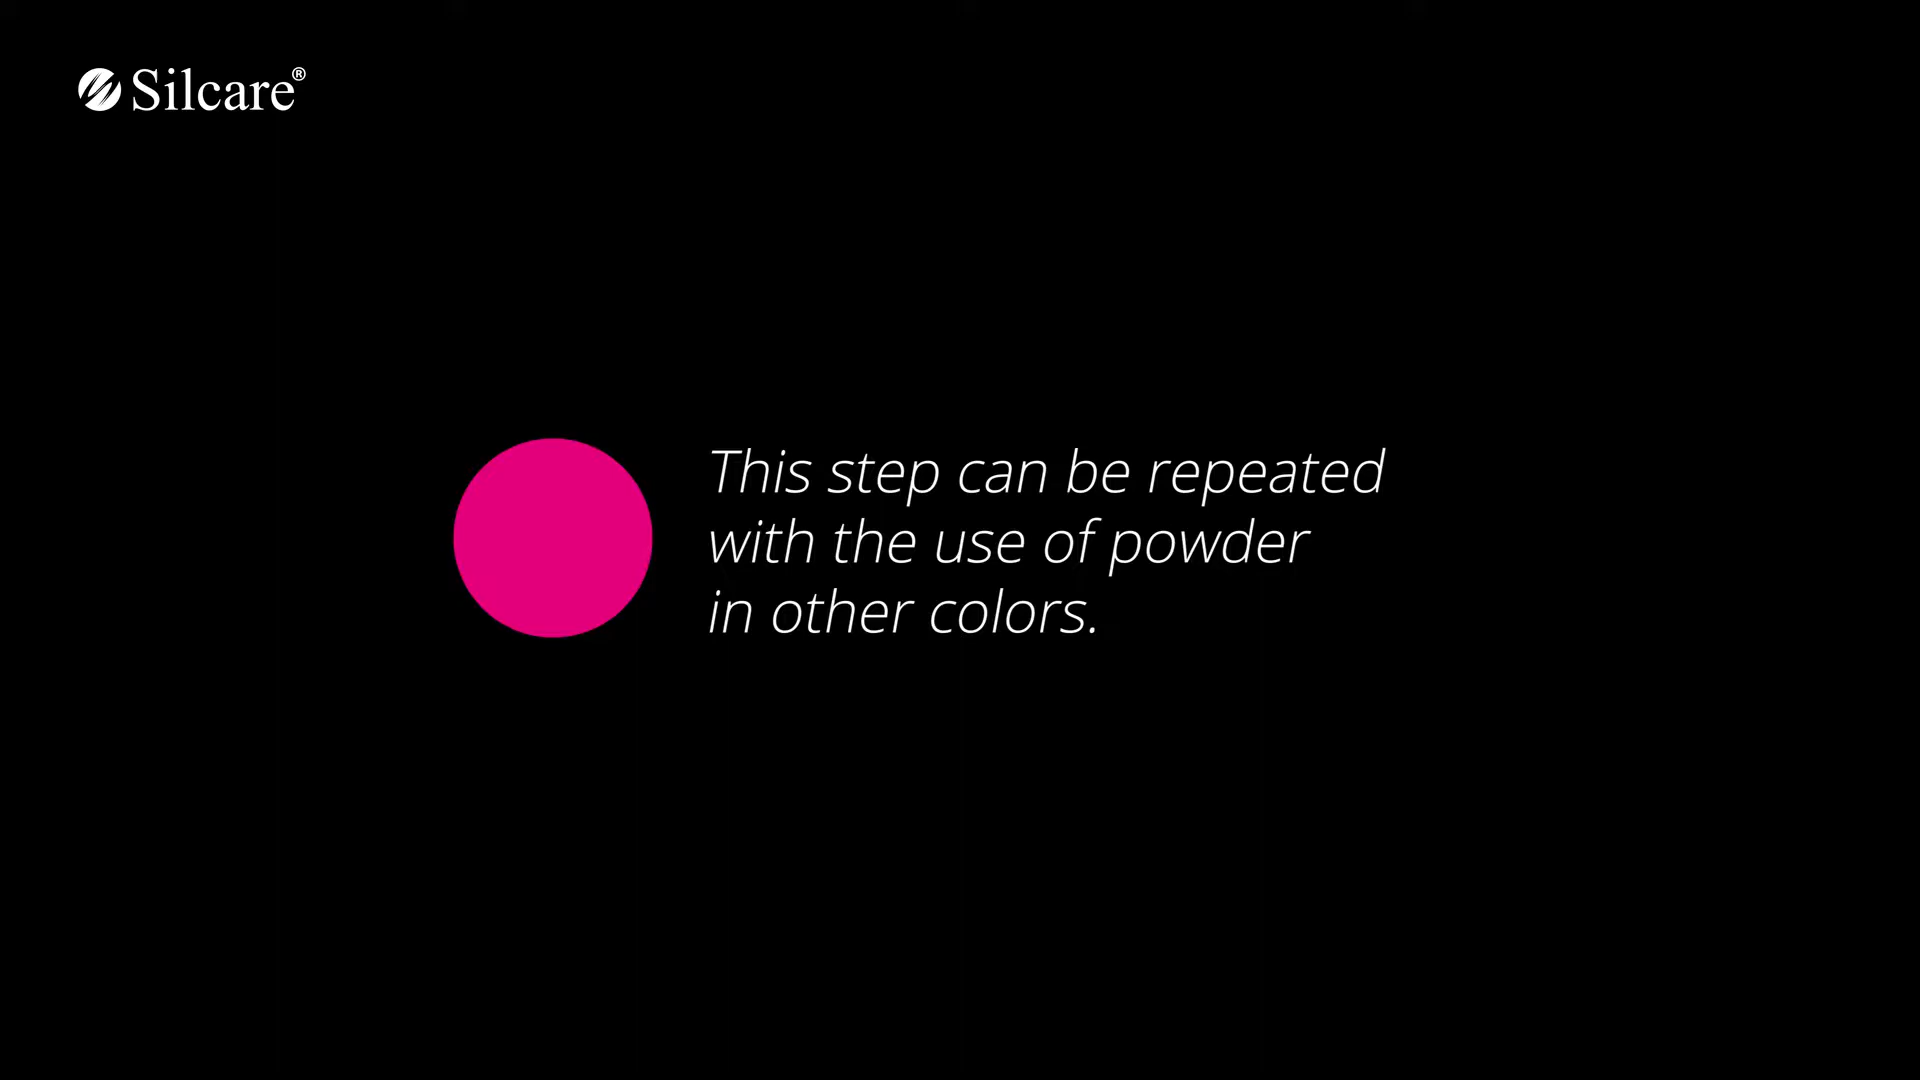 Silcare®
This step can be repeated
with the use of powder
in other colors.